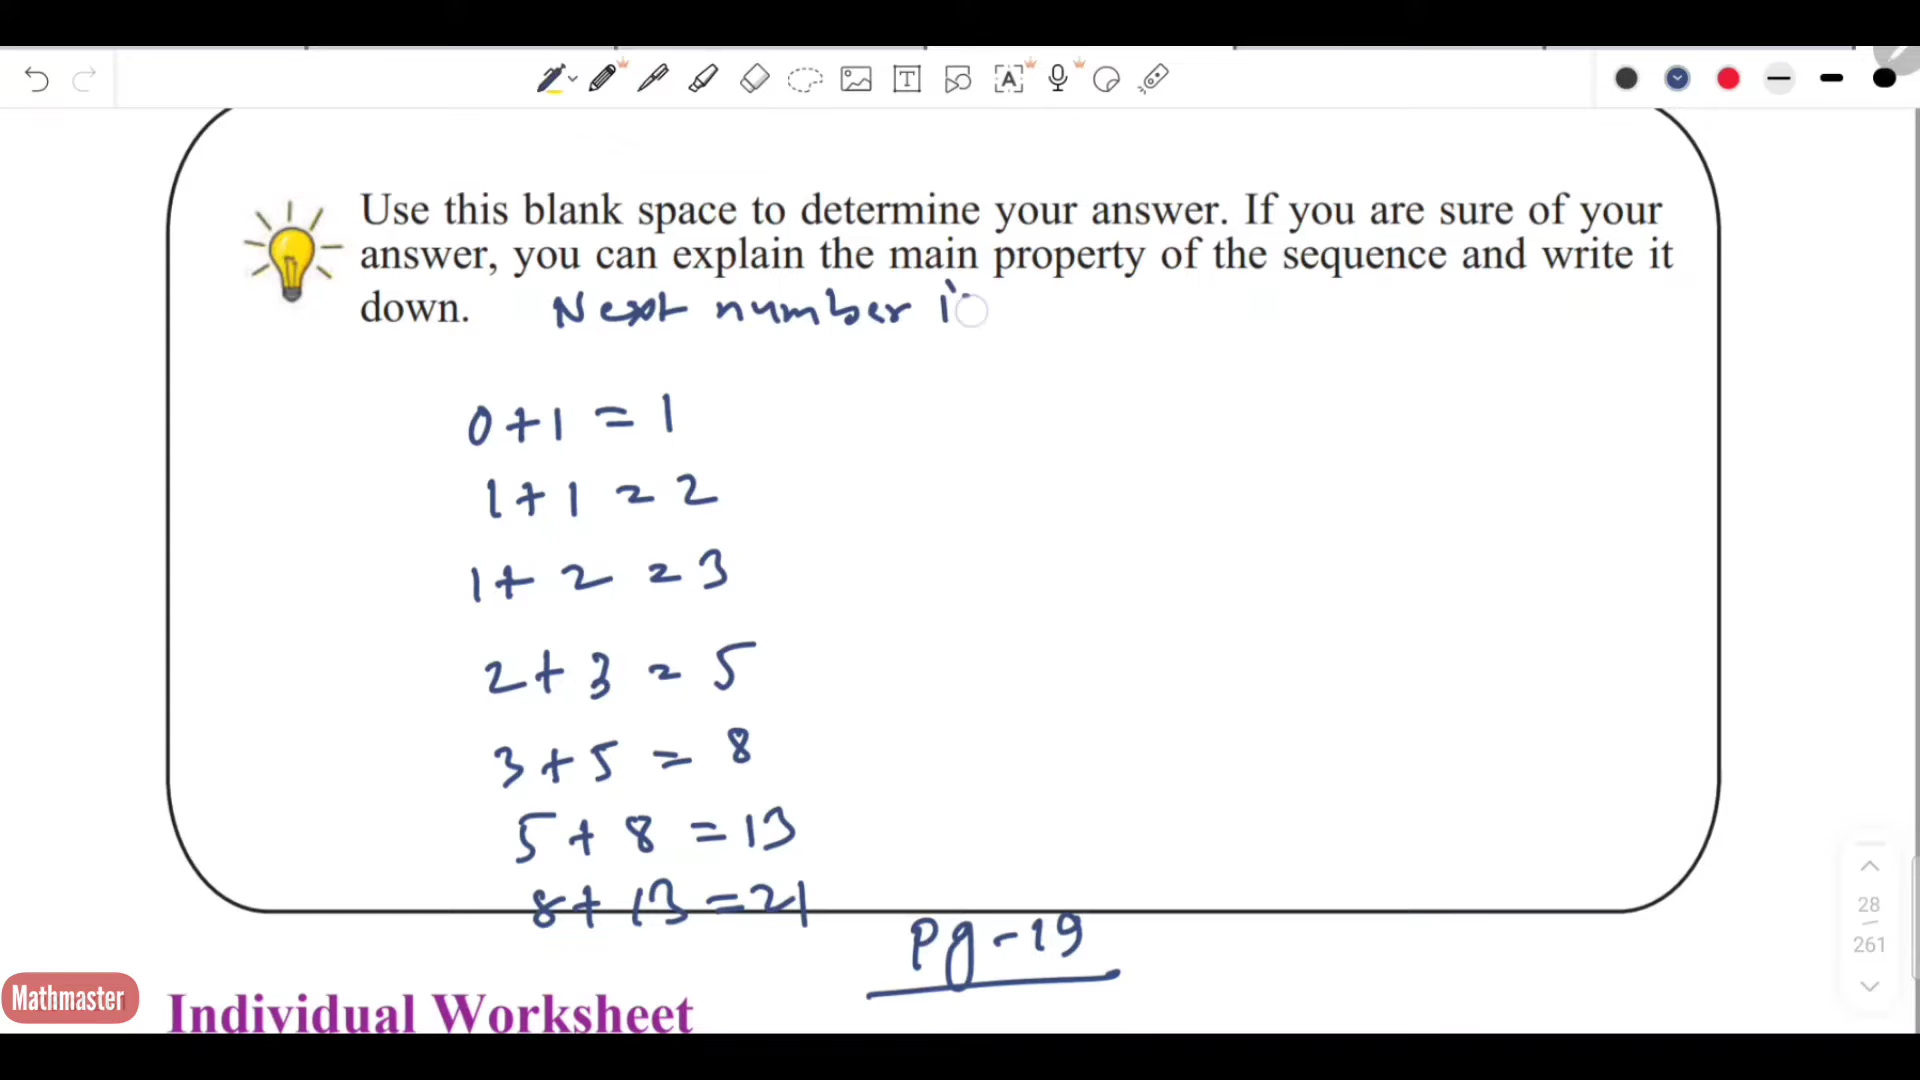 Use this blank space to determine your answer. If you are sure of your
answer, you can explain the main property of the sequence and write it
down. Next number i
0+1 = 1
1+1 = 2
1+2 = 3
2+3 = 5
3+5 = 8
5+8 = 13
8+13 = 21
Pg-19
28
261
Mathmaster
Individual Worksheet